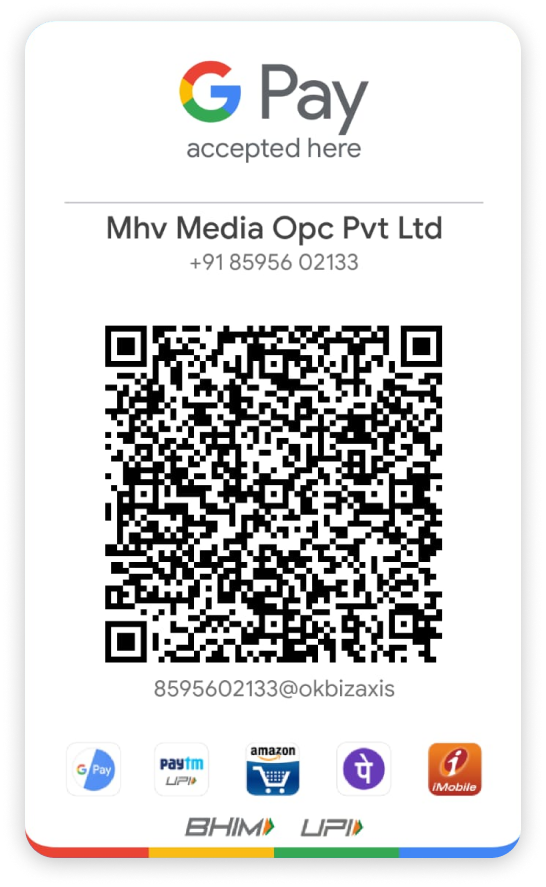 G Pay
accepted here
Mhv Media Opc Pvt Ltd
+91 85956 02133
8595602133@okbizaxis
G Pay paytm UPI amazon पे i iMobile
BHIM UPI